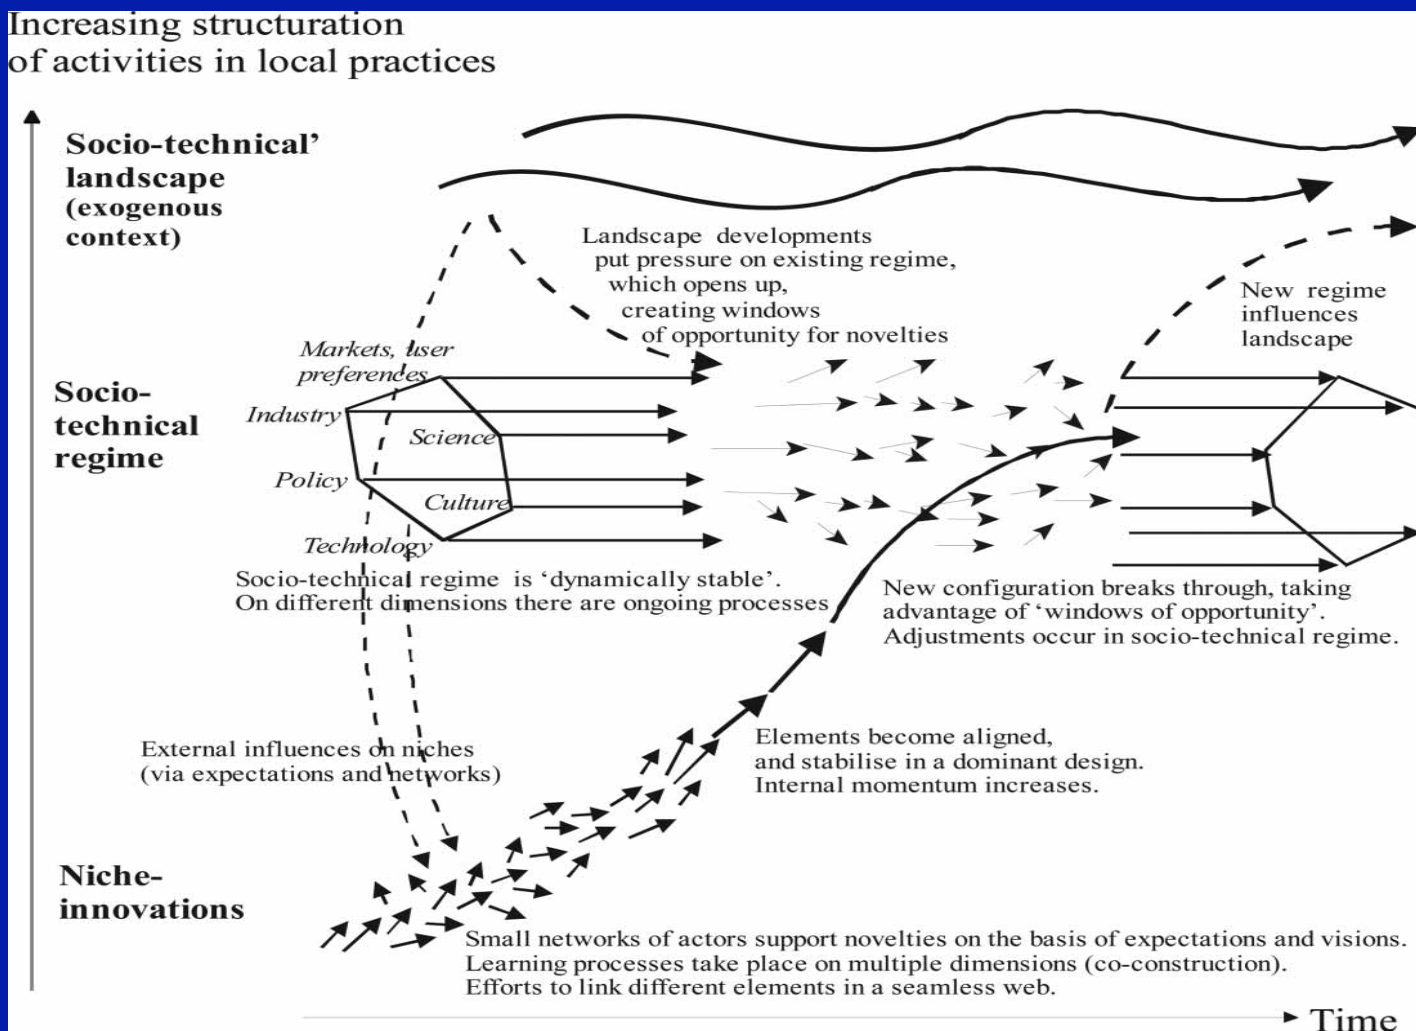 Increasing structuration
of activities in local practices
Socio-technical’
landscape
(exogenous
context)
Landscape developments
put pressure on existing regime,
which opens up,
creating windows
of opportunity for novelties
New regime
influences
landscape
Markets, user
preferences
Socio-
technical
regime
Industry
Science
Policy
Culture
Technology
Socio-technical regime is ‘dynamically stable’.
On different dimensions there are ongoing processes
New configuration breaks through, taking
advantage of ‘windows of opportunity’.
Adjustments occur in socio-technical regime.
External influences on niches
(via expectations and networks)
Elements become aligned,
and stabilise in a dominant design.
Internal momentum increases.
Niche-
innovations
Small networks of actors support novelties on the basis of expectations and visions.
Learning processes take place on multiple dimensions (co-construction).
Efforts to link different elements in a seamless web.
Time